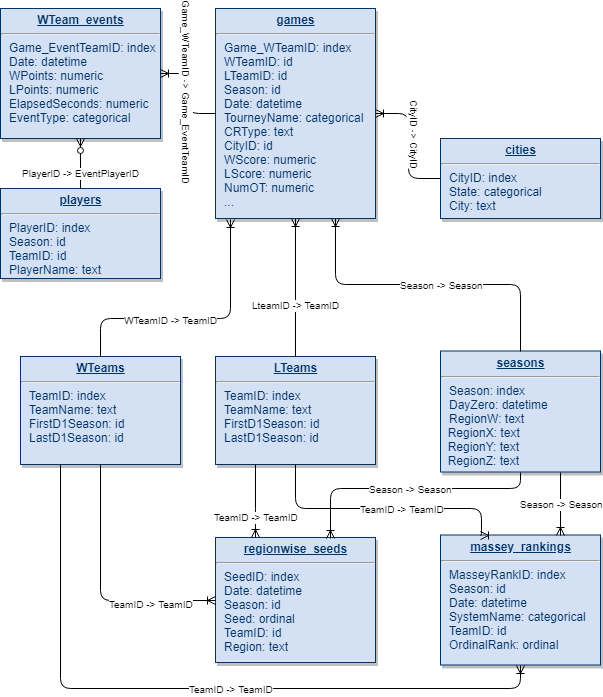 WTeam_events
Game_EventTeamID: index
Date: datetime
WPoints: numeric
LPoints: numeric
ElapsedSeconds: numeric
EventType: categorical
Game_WTeamID -> Game_EventTeamID
games
Game_WTeamID: index
WTeamID: id
LTeamID: id
Season: id
Date: datetime
TourneyName: categorical
CRType: text
CityID: id
WScore: numeric
LScore: numeric
NumOT: numeric
...
CityID -> CityID
cities
CityID: index
State: categorical
City: text
PlayerID -> EventPlayerID
players
PlayerID: index
Season: id
TeamID: id
PlayerName: text
WTeamID -> TeamID
LteamID -> TeamID
Season -> Season
WTeams
TeamID: index
TeamName: text
FirstD1Season: id
LastD1Season: id
LTeams
TeamID: index
TeamName: text
FirstD1Season: id
LastD1Season: id
seasons
Season: index
DayZero: datetime
RegionW: text
RegionX: text
RegionY: text
RegionZ: text
Season -> Season
Season -> Season
TeamID -> TeamID
TeamID -> TeamID
regionwise_seeds
SeedID: index
Date: datetime
Season: id
Seed: ordinal
TeamID: id
Region: text
massey_rankings
MasseyRankID: index
Season: id
Date: datetime
SystemName: categorical
TeamID: id
OrdinalRank: ordinal
TeamID -> TeamID
TeamID -> TeamID